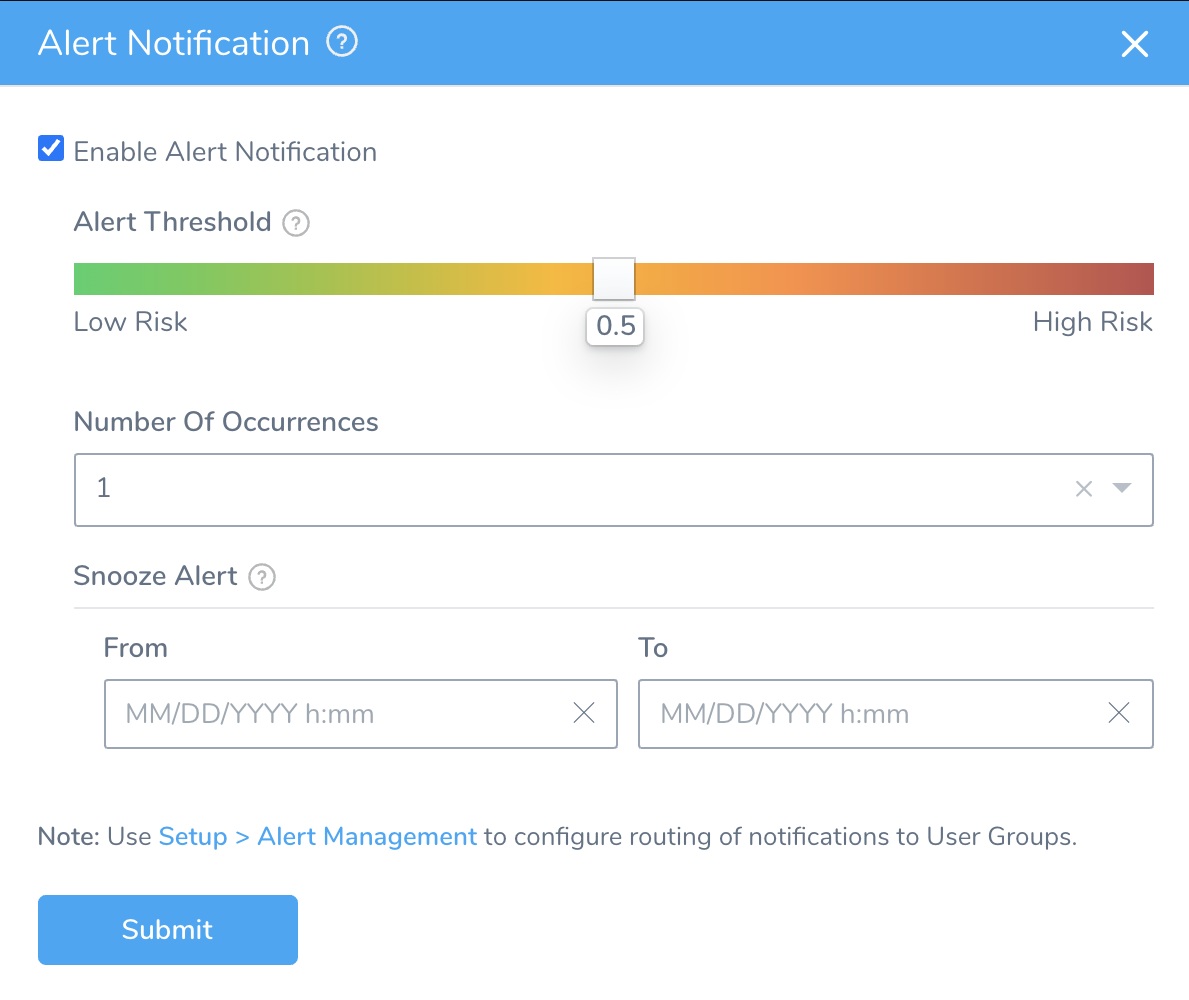 Alert Notification ?
Enable Alert Notification
Alert Threshold ?
Low Risk High Risk
0.5
Number Of Occurrences
1
Snooze Alert ?
From To
MM/DD/YYYY h:mm MM/DD/YYYY h:mm
Note: Use Setup > Alert Management to configure routing of notifications to User Groups.
Submit